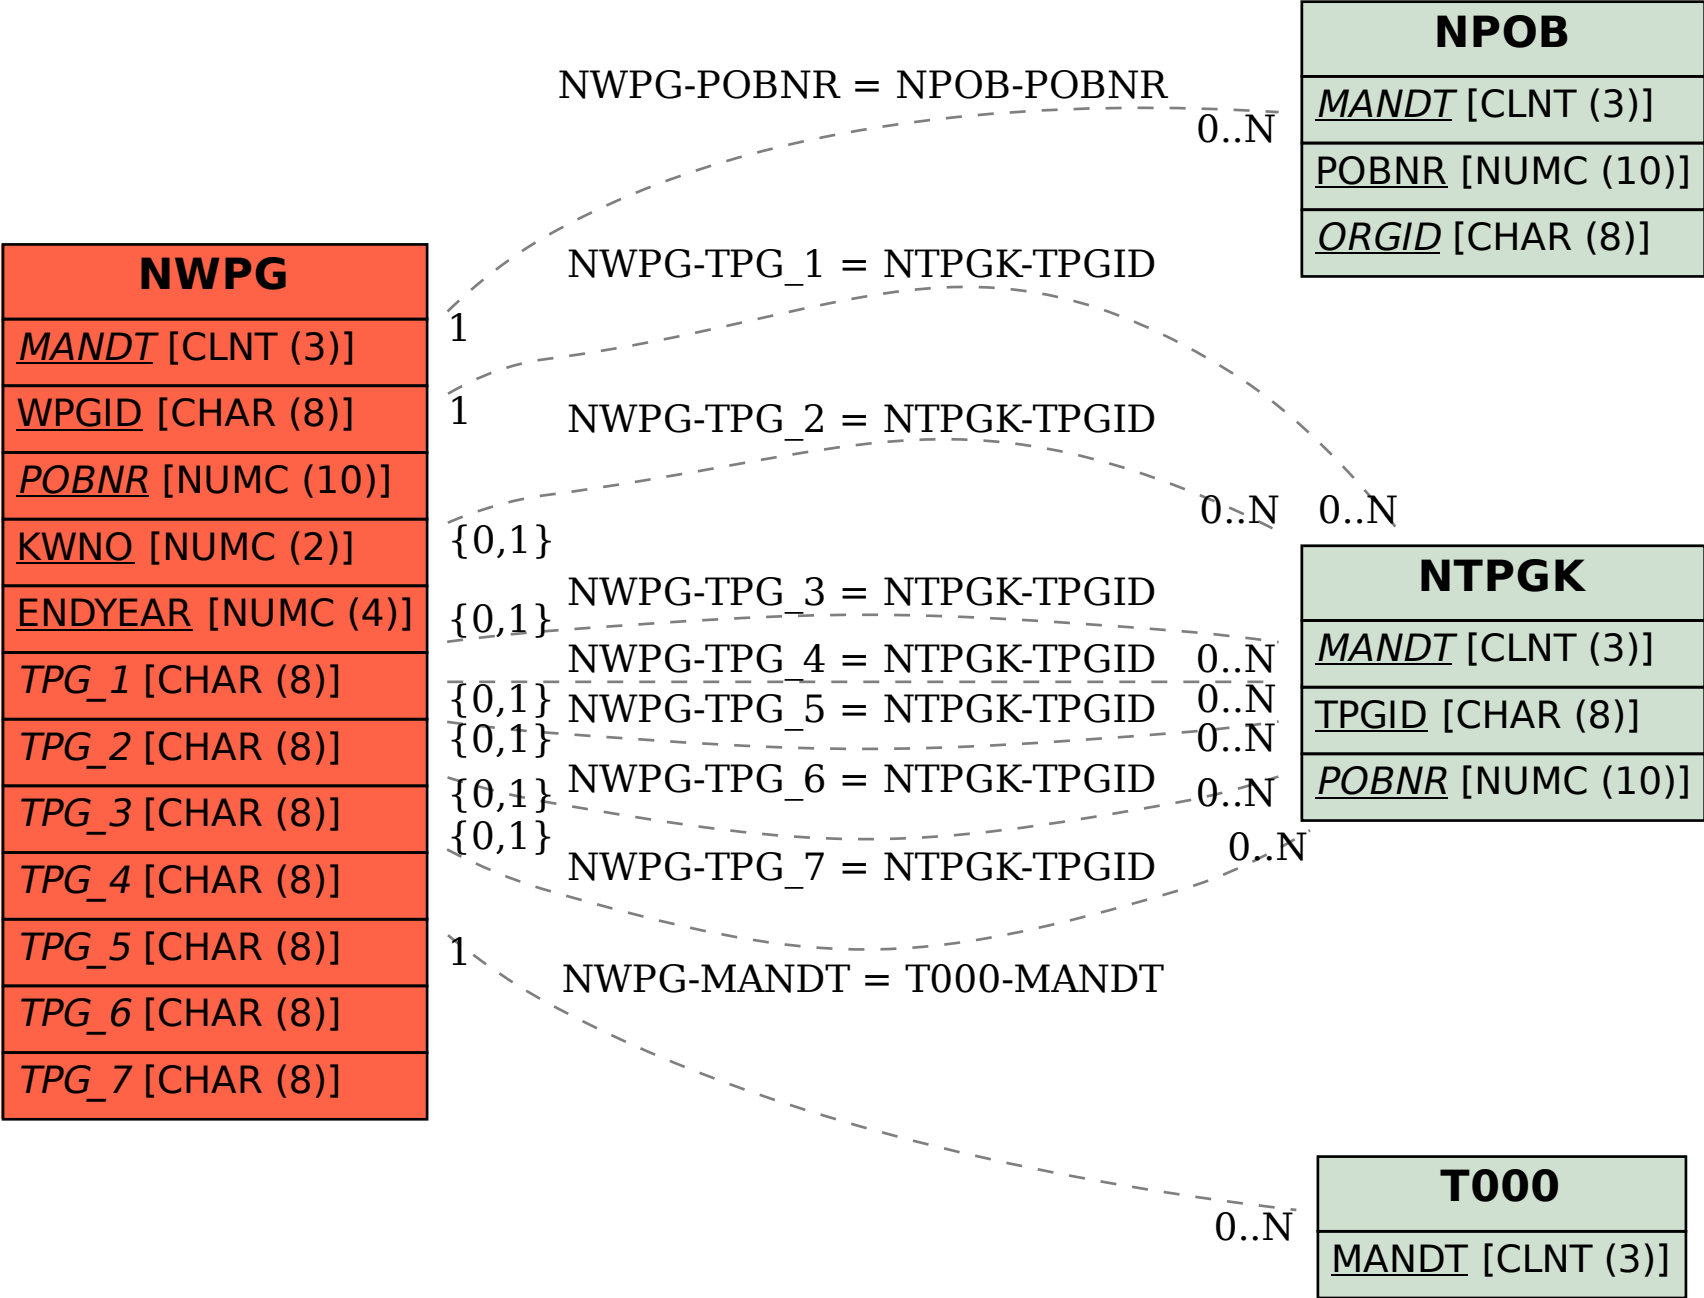 NWPG
MANDT [CLNT (3)]
WPGID [CHAR (8)]
POBNR [NUMC (10)]
KWNO [NUMC (2)]
ENDYEAR [NUMC (4)]
TPG_1 [CHAR (8)]
TPG_2 [CHAR (8)]
TPG_3 [CHAR (8)]
TPG_4 [CHAR (8)]
TPG_5 [CHAR (8)]
TPG_6 [CHAR (8)]
TPG_7 [CHAR (8)]
NWPG-POBNR = NPOB-POBNR
0..N
1
NWPG-TPG_1 = NTPGK-TPGID
1
0..N
NWPG-TPG_2 = NTPGK-TPGID
0..N
{0,1}
NWPG-TPG_3 = NTPGK-TPGID
{0,1}
0..N
NWPG-TPG_4 = NTPGK-TPGID
{0,1}
0..N
NWPG-TPG_5 = NTPGK-TPGID
{0,1}
0..N
NWPG-TPG_6 = NTPGK-TPGID
{0,1}
0..N
NWPG-TPG_7 = NTPGK-TPGID
{0,1}
0..N
NWPG-MANDT = T000-MANDT
1
0..N
NPOB
MANDT [CLNT (3)]
POBNR [NUMC (10)]
ORGID [CHAR (8)]
NTPGK
MANDT [CLNT (3)]
TPGID [CHAR (8)]
POBNR [NUMC (10)]
T000
MANDT [CLNT (3)]